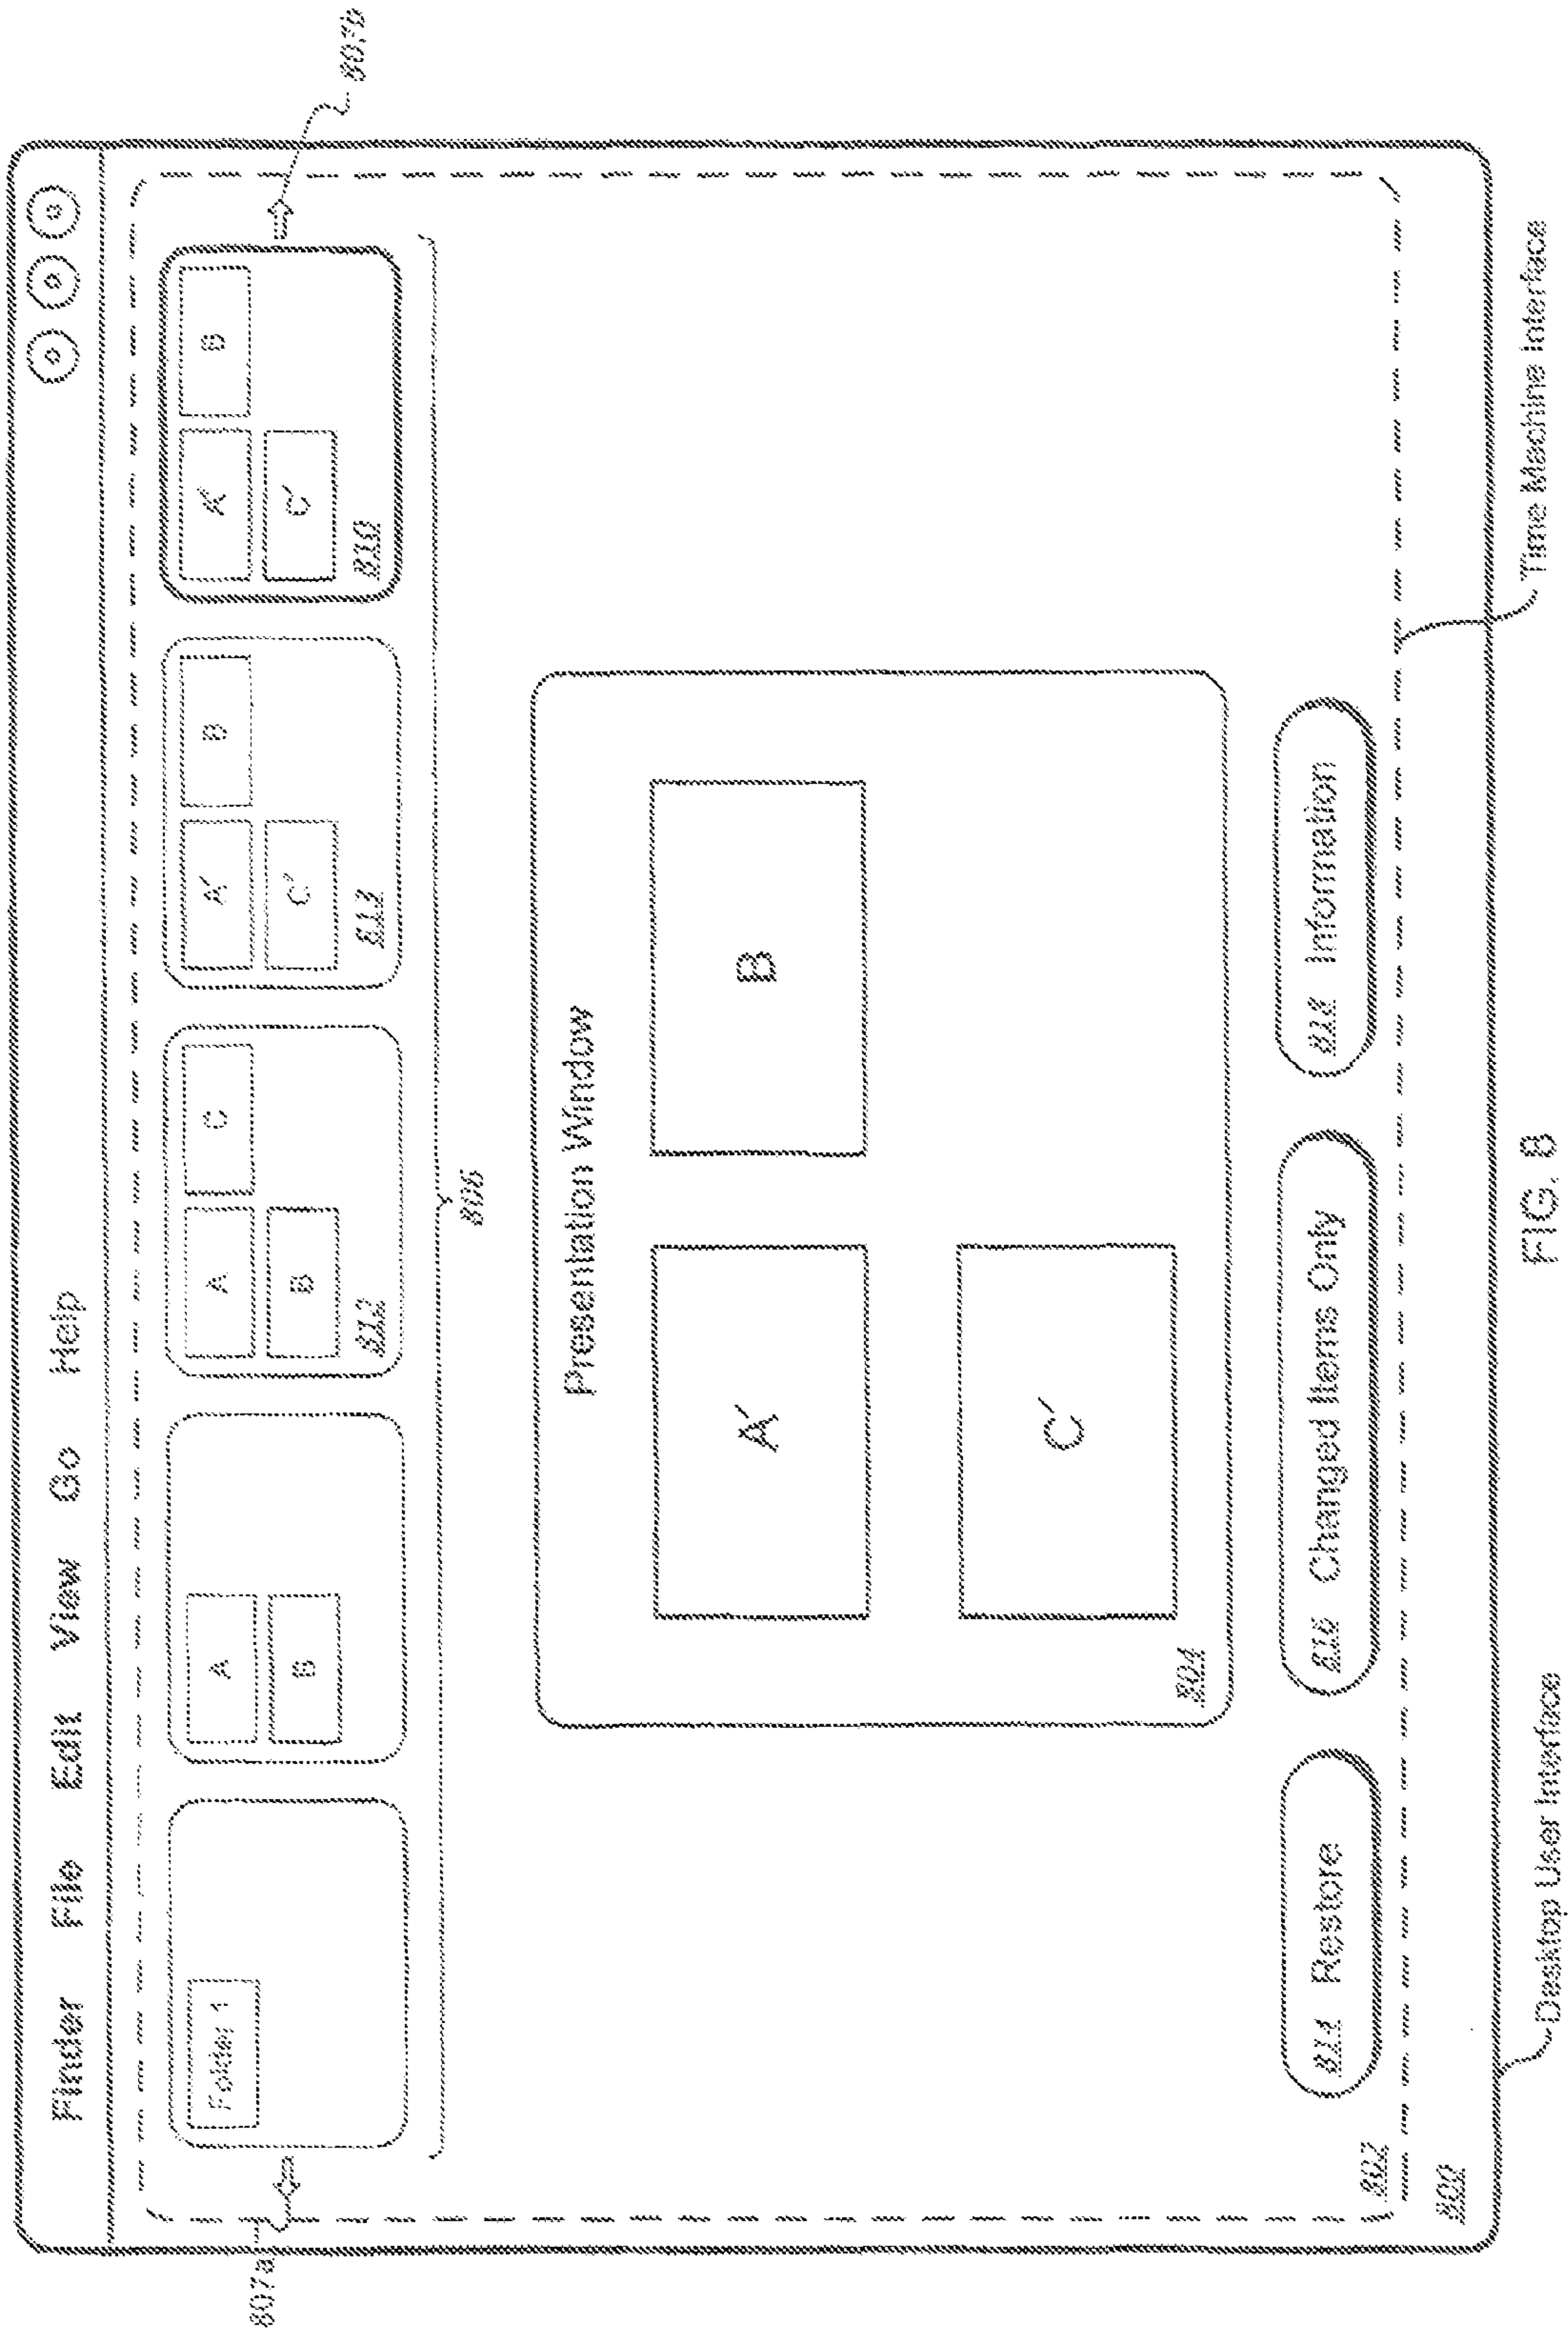 Finder File Edit View Go Help
807a
807b
Folder 1
A
B
A
C
B
812
A′
B
C′
813
A′
B
C′
810
806
Presentation Window
A′
B
C′
804
814 Restore
816 Changed Items Only
818 Information
802
800
Desktop User Interface
Time Machine Interface
FIG. 8